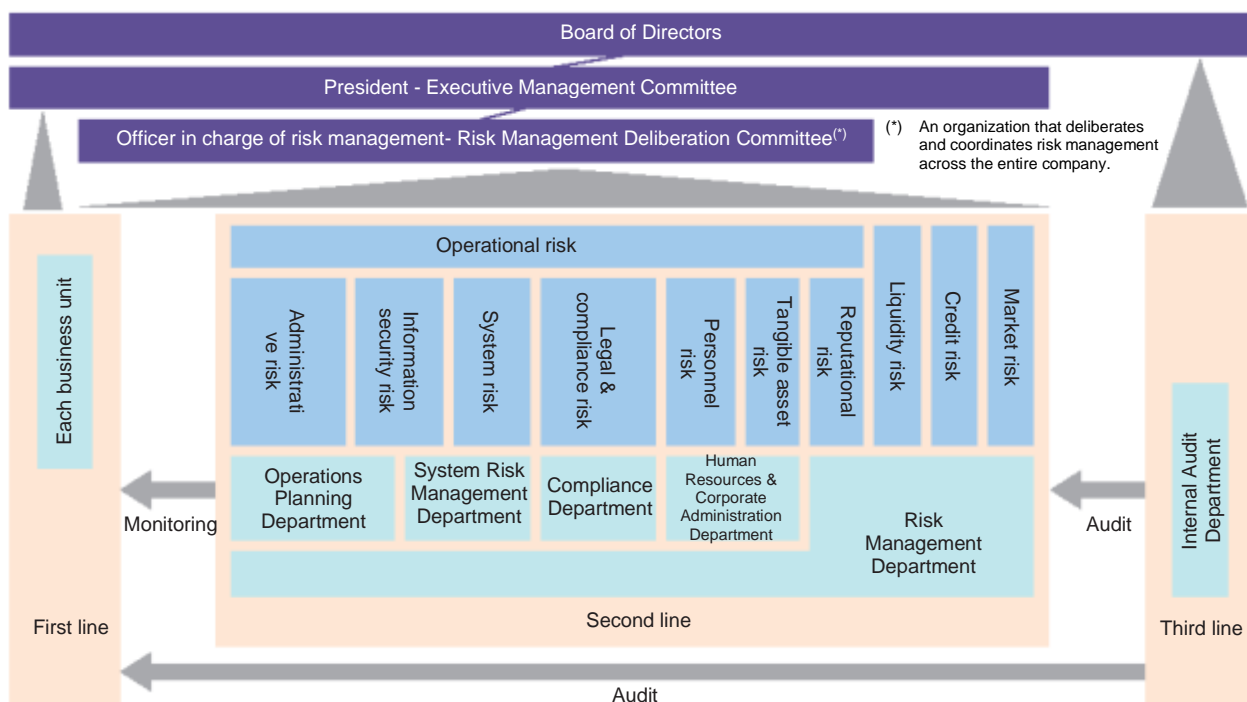 Board of Directors
President - Executive Management Committee
Officer in charge of risk management- Risk Management Deliberation Committee(*)
(*) An organization that deliberates
and coordinates risk management
across the entire company.
Each business unit
First line
Monitoring
Operational risk
Administrati
ve risk
Information
security risk
System risk
Legal &
compliance risk
Personnel
risk
Tangible asset
risk
Reputational
risk
Liquidity risk
Credit risk
Market risk
Operations
Planning
Department
System Risk
Management
Department
Compliance
Department
Human
Resources &
Corporate
Administration
Department
Risk
Management
Department
Second line
Audit
Internal Audit
Department
Third line
Audit